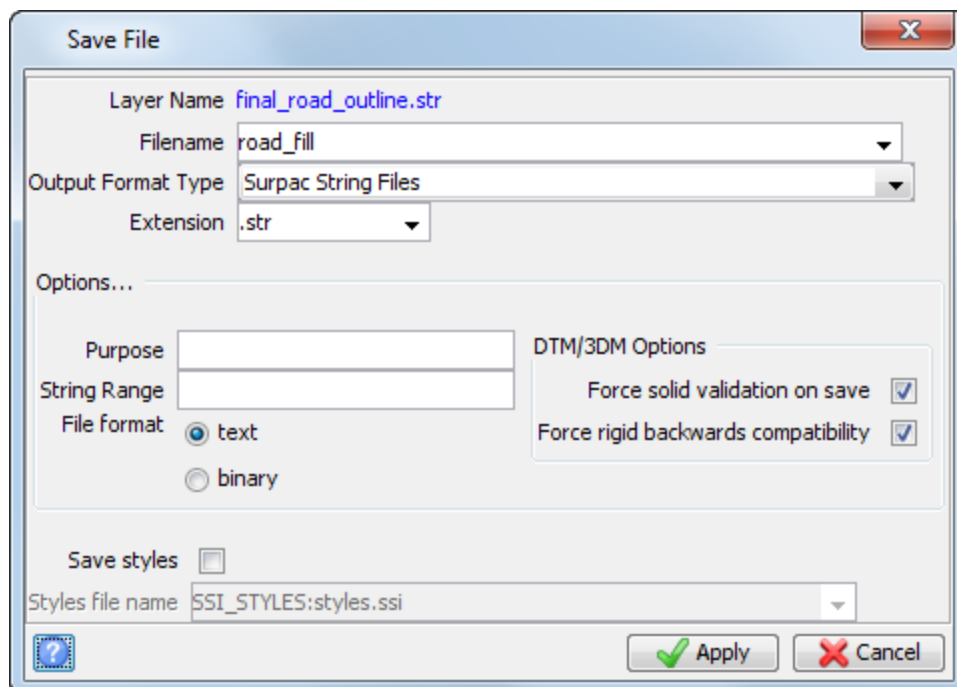 Save File
Layer Name final_road_outline.str
Filename road_fill
Output Format Type Surpac String Files
Extension .str
Options...
Purpose
String Range
File format text
binary
DTM/3DM Options
Force solid validation on save
Force rigid backwards compatibility
Save styles
Styles file name SSI_STYLES:styles.ssi
? Apply Cancel